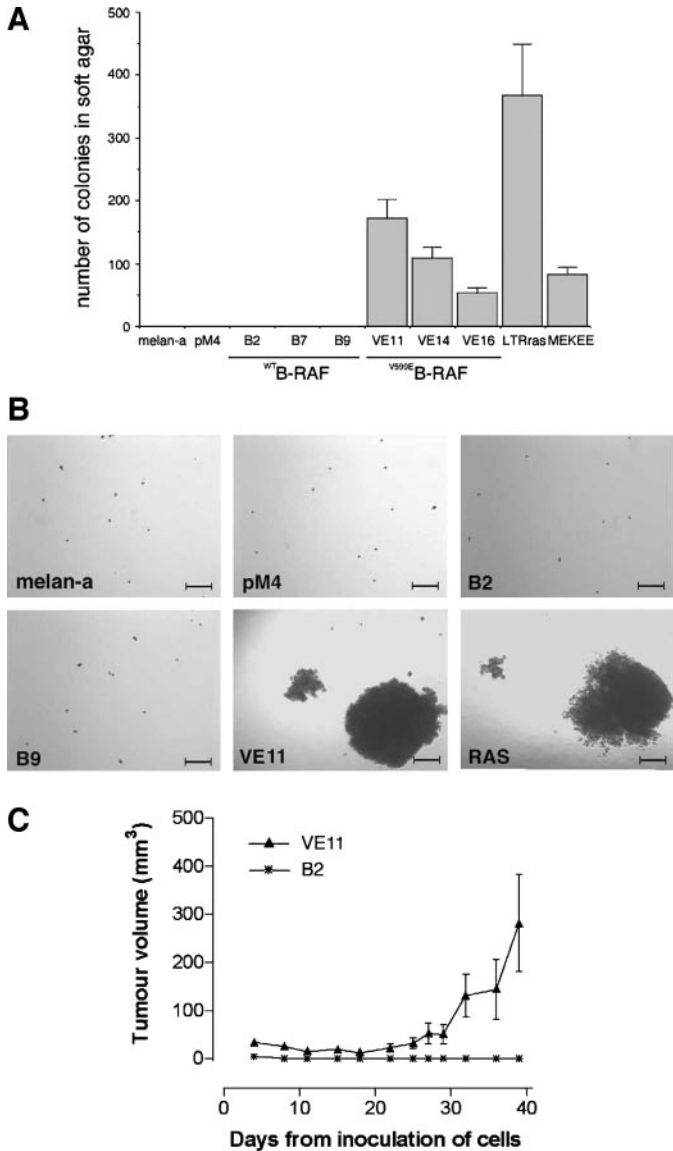 A
number of colonies in soft agar
500
400
300
200
100
0
melan-a pM4 B2 B7 B9 VE11 VE14 VE16 LTRras MEKEE
WTB-RAF V599EB-RAF
B
melan-a pM4 B2
B9 VE11 RAS
C
Tumour volume (mm3)
500
400
300
200
100
0
VE11
B2
0 10 20 30 40
Days from inoculation of cells